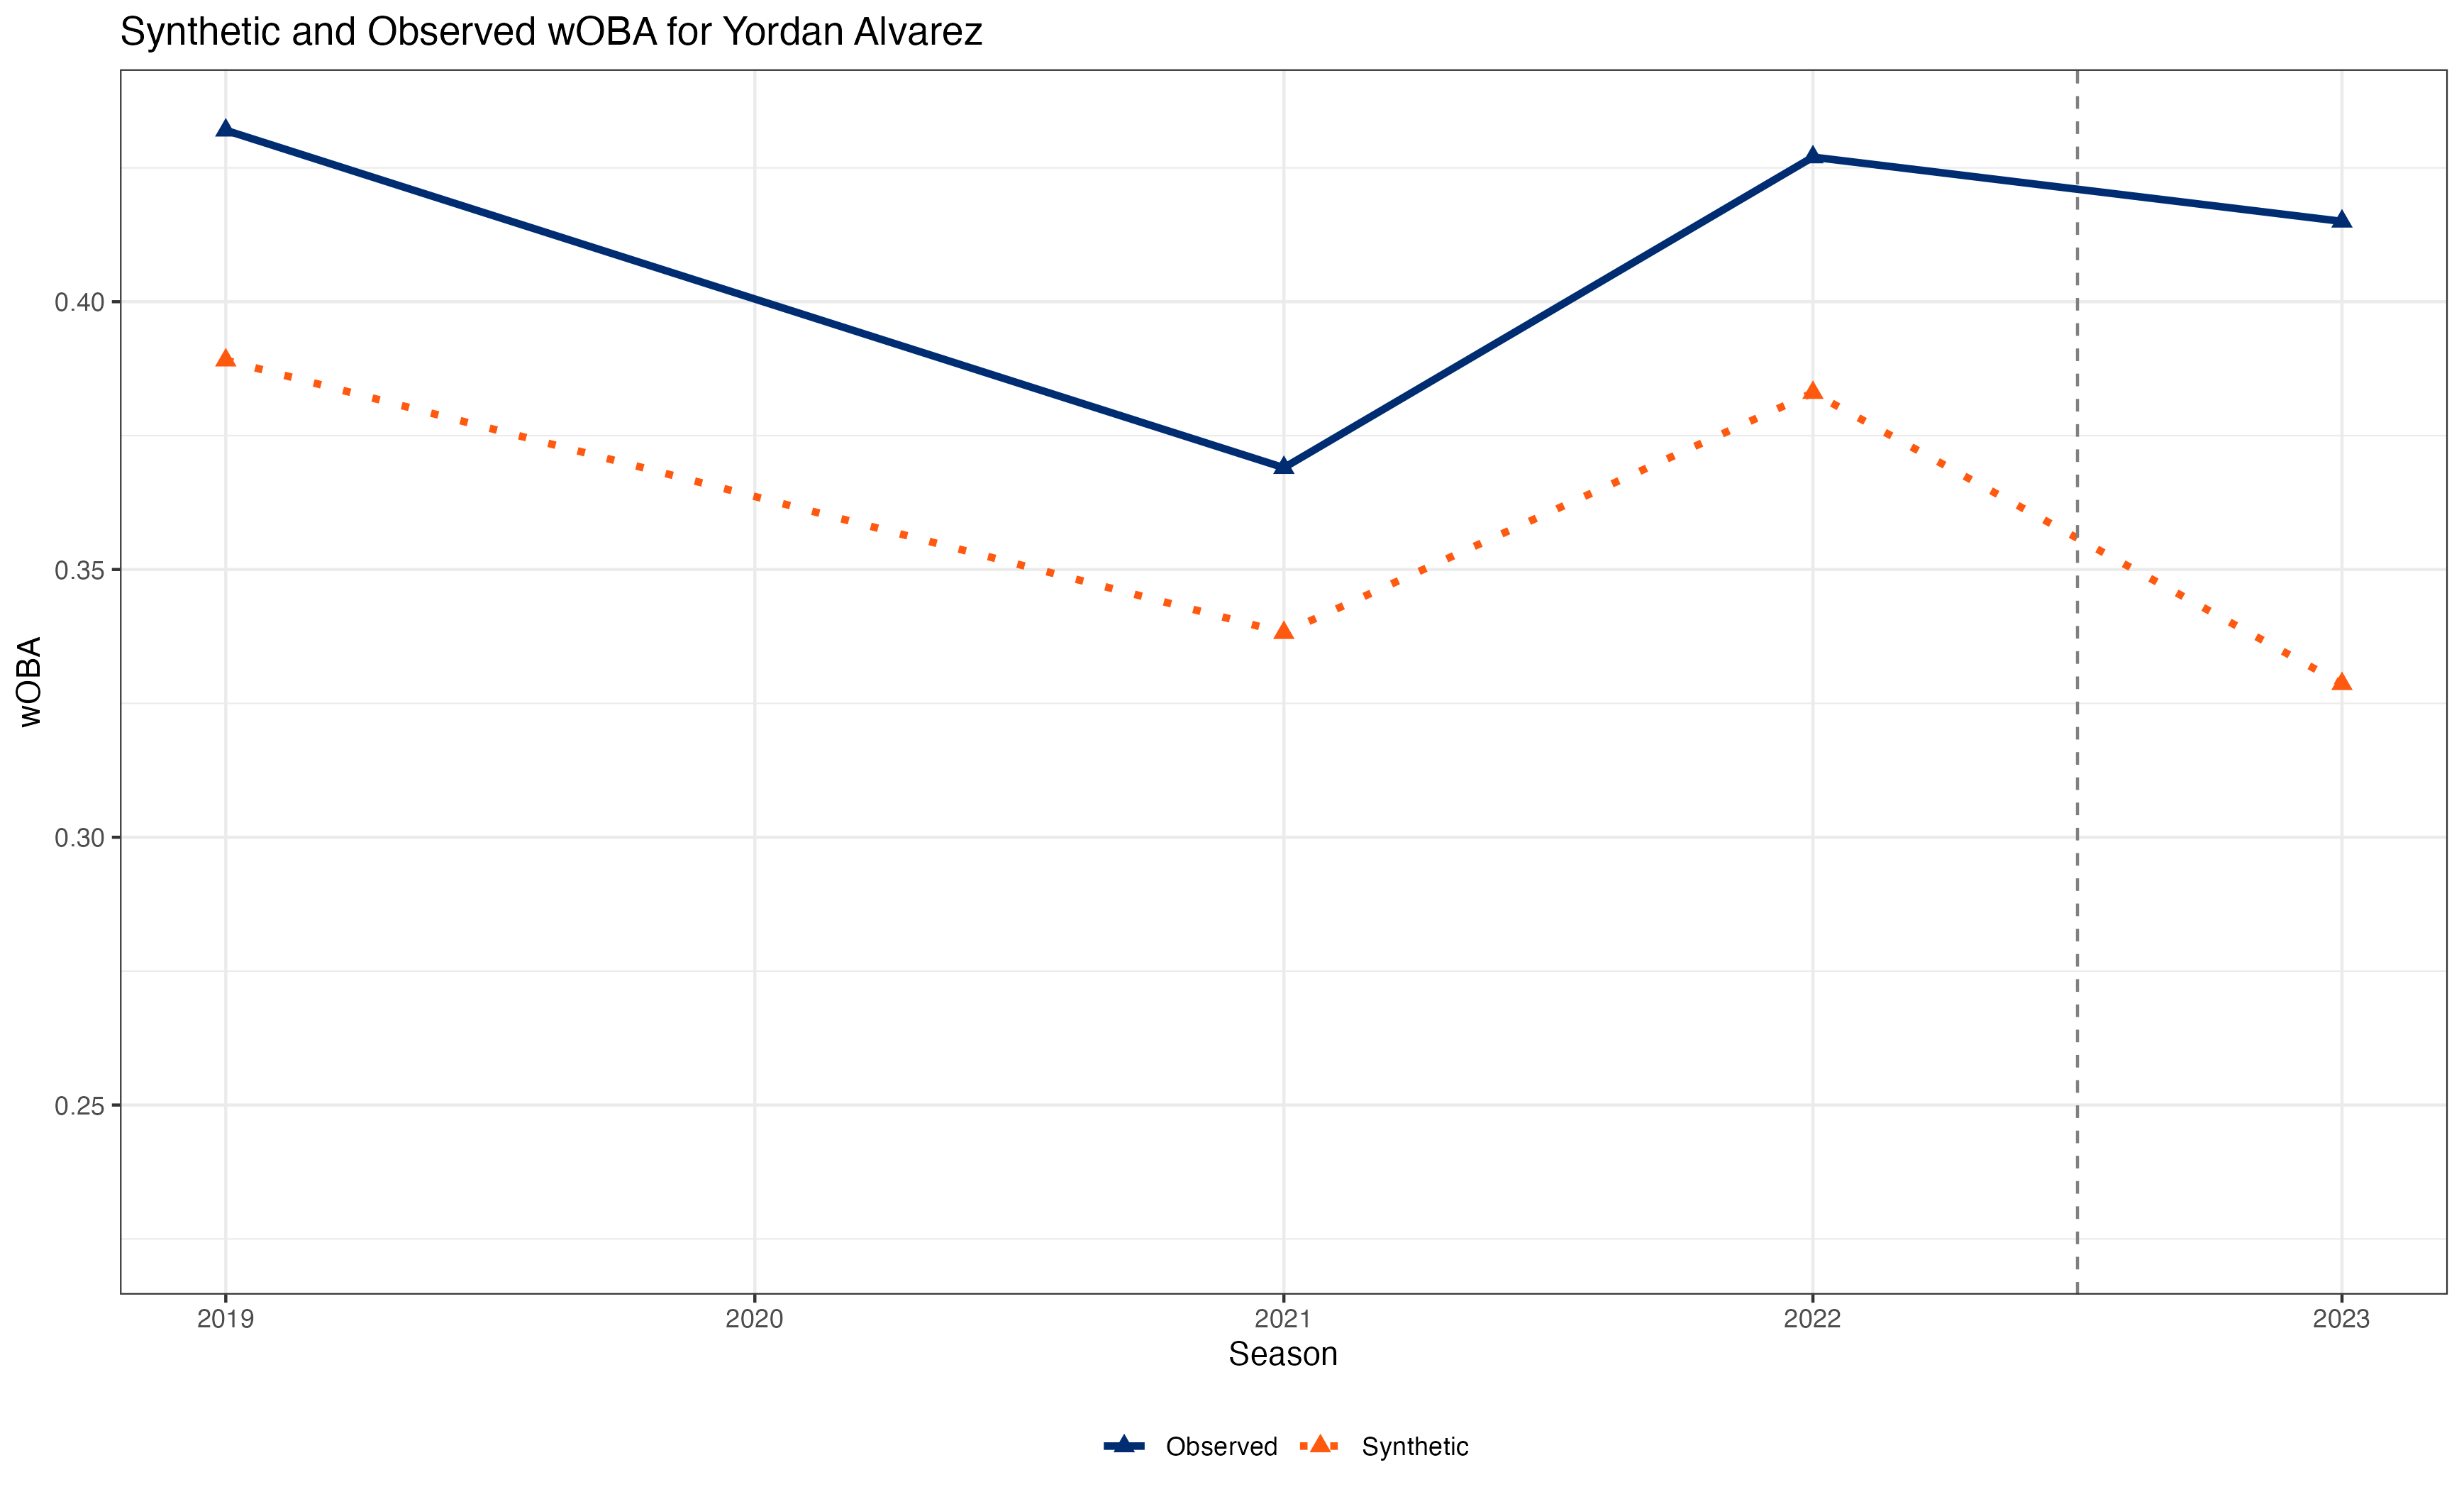 Synthetic and Observed wOBA for Yordan Alvarez
wOBA
0.40
0.35
0.30
0.25
2019 2020 2021 2022 2023
Season
Observed Synthetic